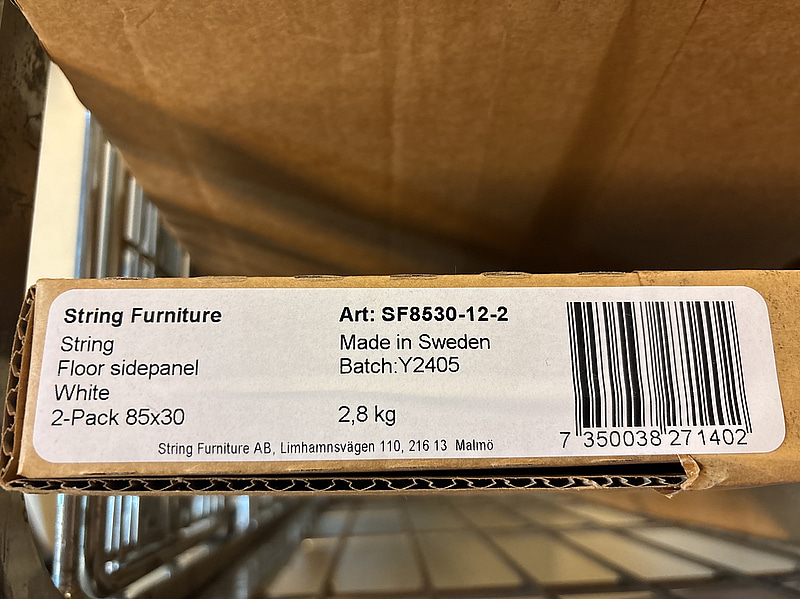 String Furniture
String
Floor sidepanel
White
2-Pack 85x30
Art: SF8530-12-2
Made in Sweden
Batch:Y2405
2,8 kg
String Furniture AB, Limhamnsvägen 110, 216 13 Malmö
7 350038 271402